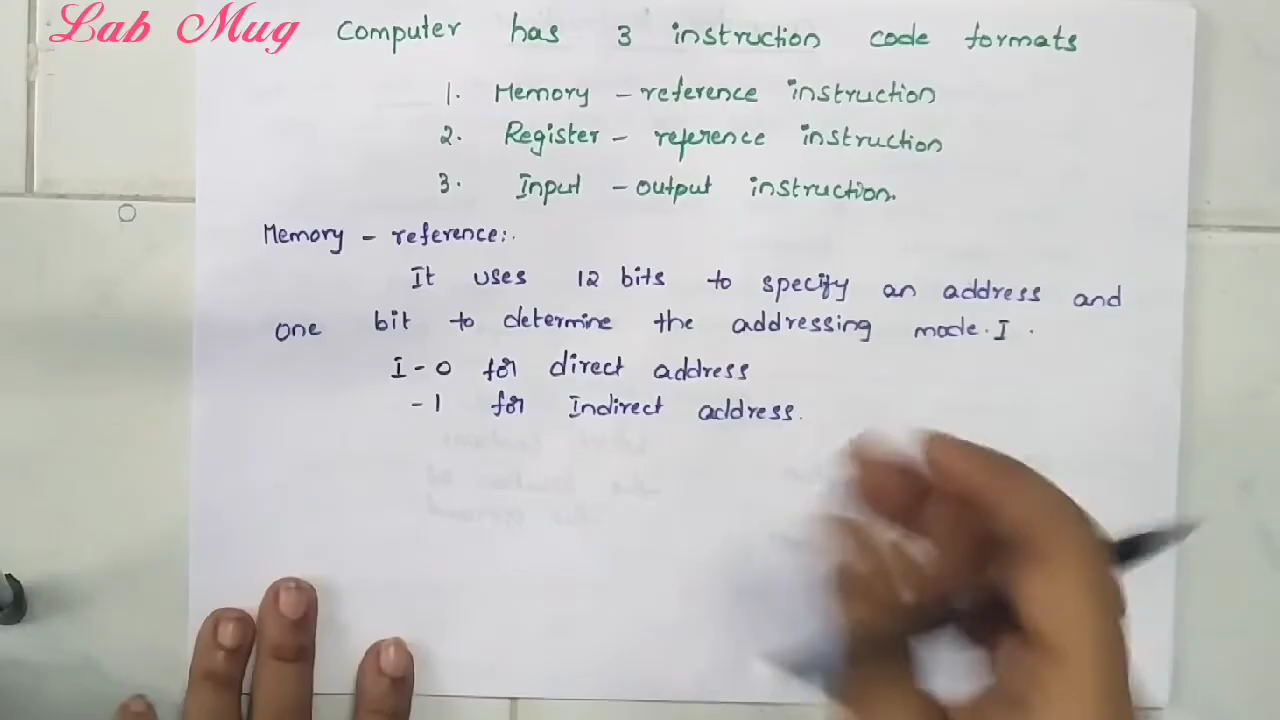 Lab Mug
Computer has 3 instruction code formats
1. Memory - reference instruction
2. Register - reference instruction
3. Input - output instruction.
Memory - reference:.
It uses 12 bits to specify an address and
one bit to determine the addressing mode. I.
I - 0 for direct address
- 1 for Indirect address.